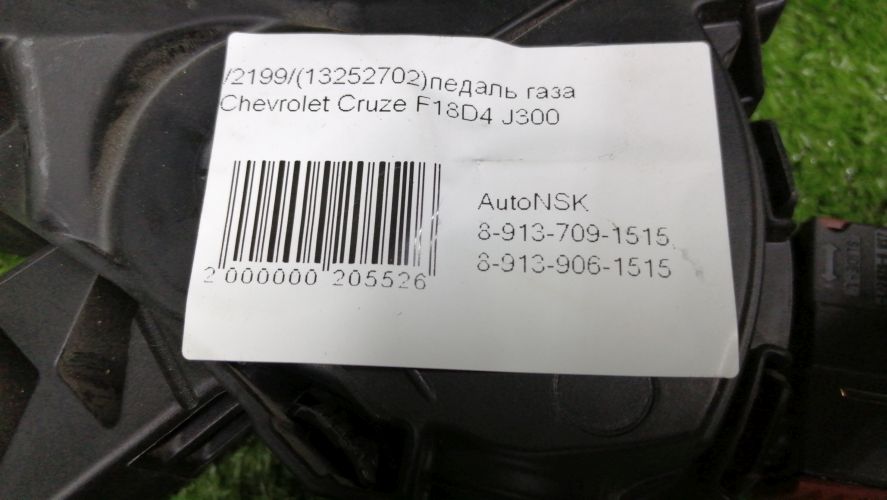 /2199/(13252702)педаль газа
Chevrolet Cruze F18D4 J300
AutoNSK
8-913-709-1515,
8-913-906-1515
2 000000 205526